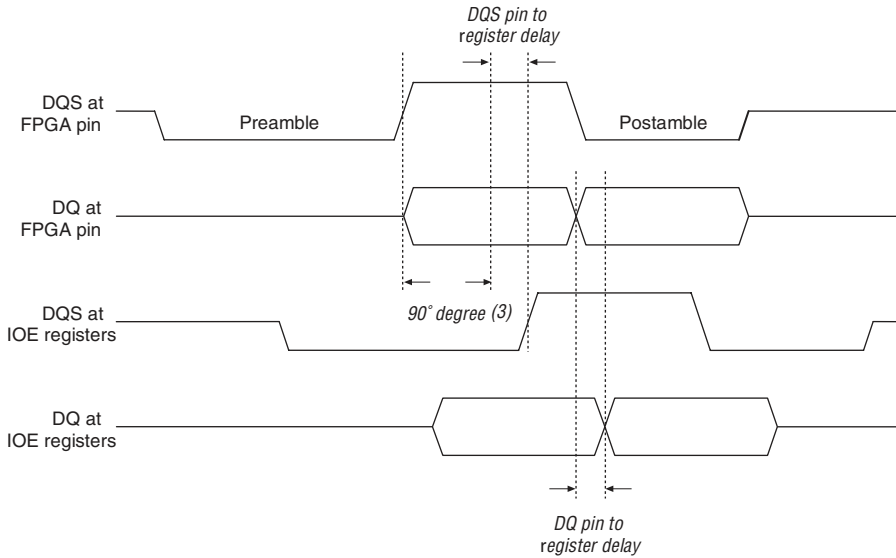 DQS pin to
register delay
DQS at
FPGA pin
Preamble
Postamble
DQ at
FPGA pin
90° degree (3)
DQS at
IOE registers
DQ at
IOE registers
DQ pin to
register delay